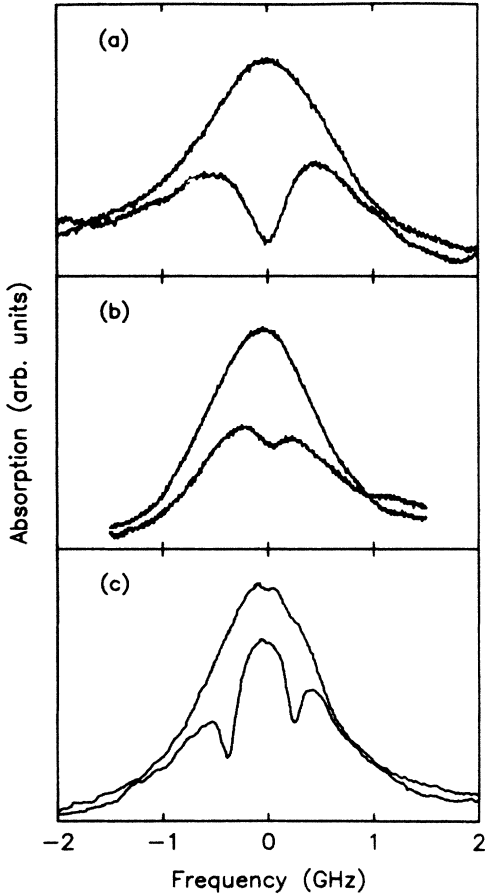 (a)
(b)
(c)
Absorption (arb. units)
−2 −1 0 1 2
Frequency (GHz)